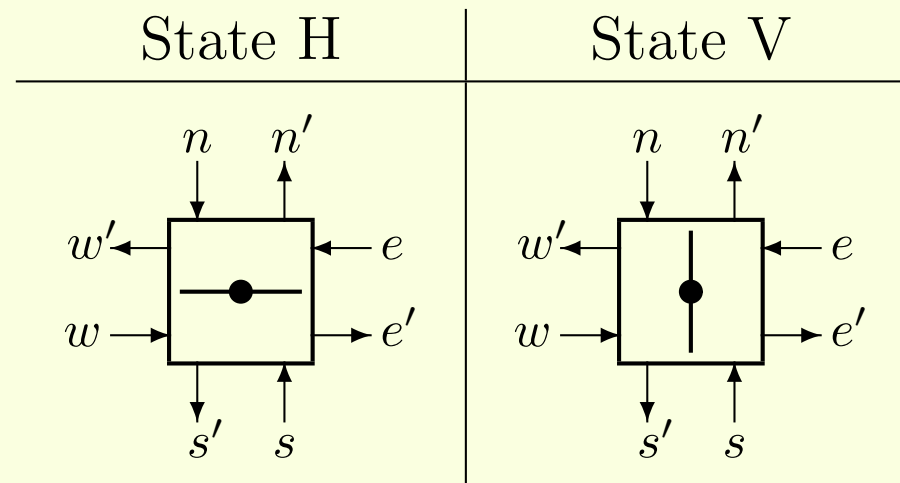 State H State V
n n′ n n′
w′ e w′ e
w e′ w e′
s′ s s′ s